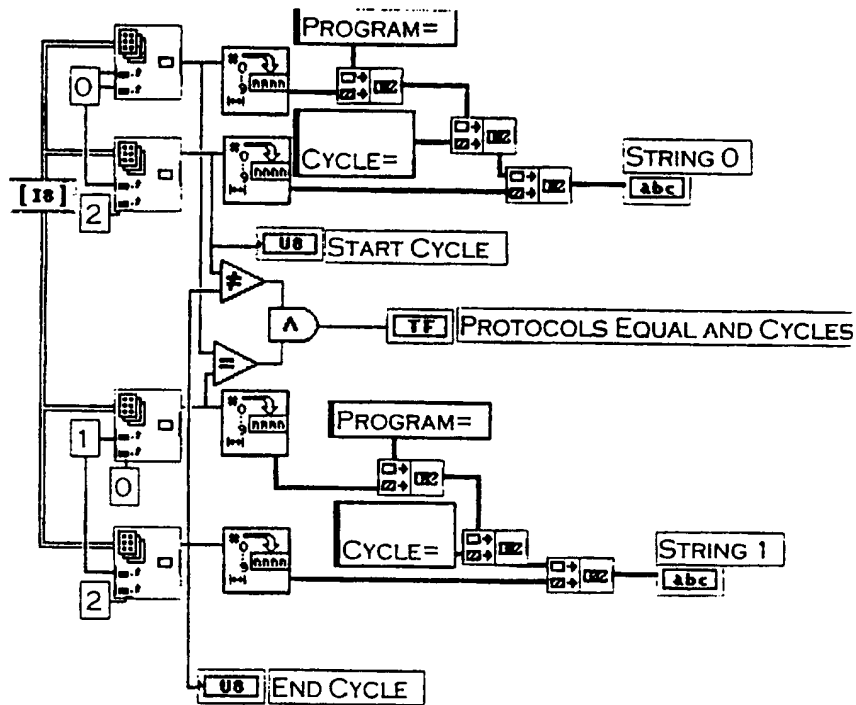 PROGRAM=
0
CYCLE=
STRING 0
abc
[I8]
2
U8 START CYCLE
≠
∧
TF PROTOCOLS EQUAL AND CYCLES
=
1
PROGRAM=
0
CYCLE=
STRING 1
abc
2
U8 END CYCLE